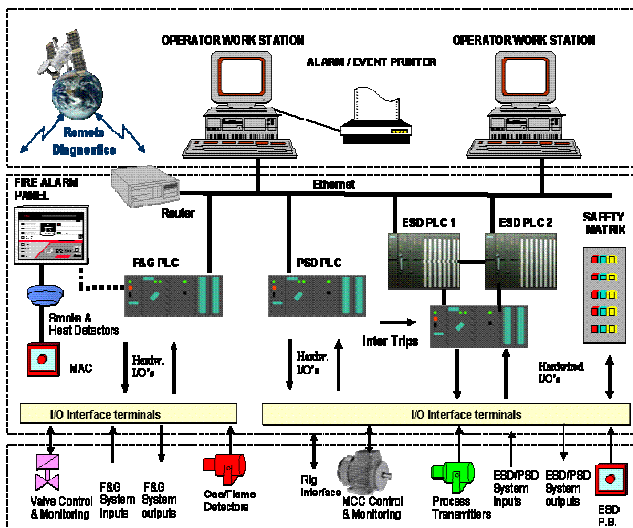 OPERATOR WORK STATION
OPERATOR WORK STATION
ALARM / EVENT PRINTER
Remote
Diagnostics
FIRE ALARM
PANEL
Ethernet
Router
ESD PLC 1
ESD PLC 2
SAFTTY
MATRIX
F&G PLC
PSD PLC
Smoke &
Heat Detectors
MAC
Inter Trips
Hardw.
I/O's
Hardw.
I/O's
Hardwired
I/O's
I/O Interface terminals
I/O Interface terminals
Valve Control
& Monitoring
F&G
System
Inputs
F&G
System
outputs
Gas/Flame
Detectors
Rig
Interface
MCC Control
& Monitoring
Process
Transmitters
ESD/PSD
System
Inputs
ESD/PSD
System
outputs
ESD
P.B.